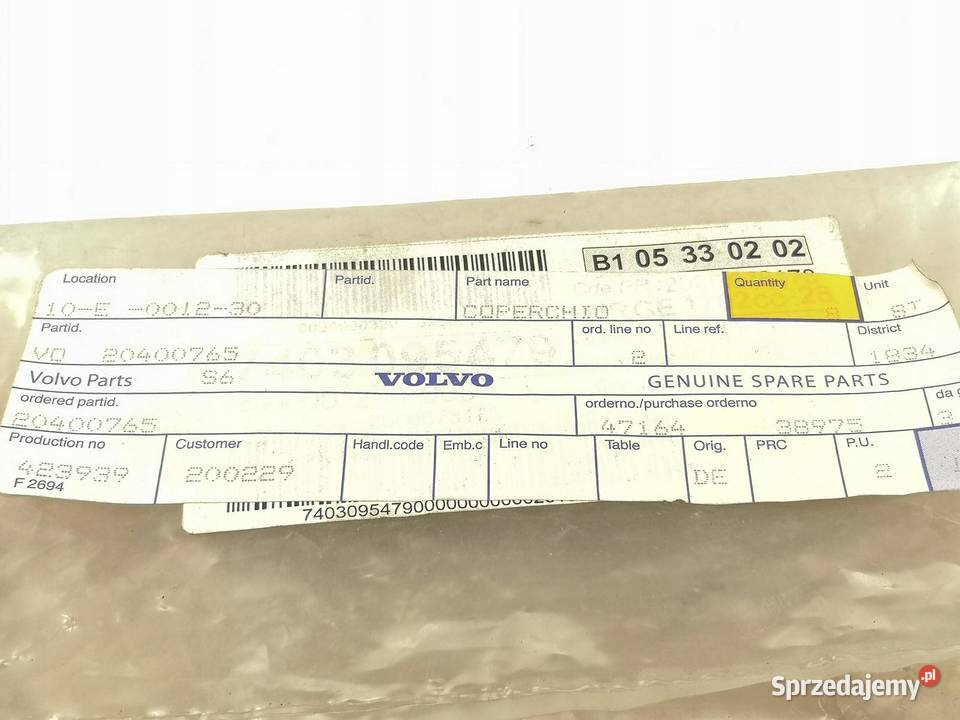 B1 05 33 02 02
Location Partid. Part name Quantity Unit
10-E -0012-30 COPERCHIO 8 ST
Partid. ord. line no Line ref. District
VO 20400765 2 1834
Volvo Parts S6 VOLVO GENUINE SPARE PARTS
ordered partid. orderno./purchase orderno da
20400765 47164 38975 3
Production no Customer Handl.code Emb.c Line no Table Orig. PRC P.U.
423939 200229 DE 2
F 2694
Sprzedajemy.pl